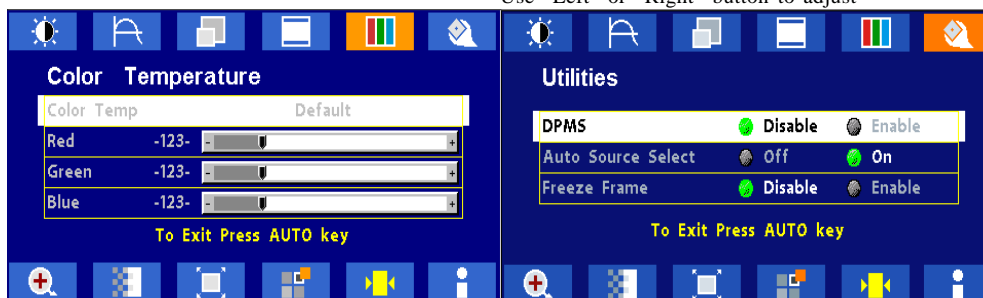 Use Left or Right button to adjust
Color Temperature
Color Temp Default
Red -123- - +
Green -123- - +
Blue -123- - +
To Exit Press AUTO key
Utilities
DPMS Disable Enable
Auto Source Select Off On
Freeze Frame Disable Enable
To Exit Press AUTO key